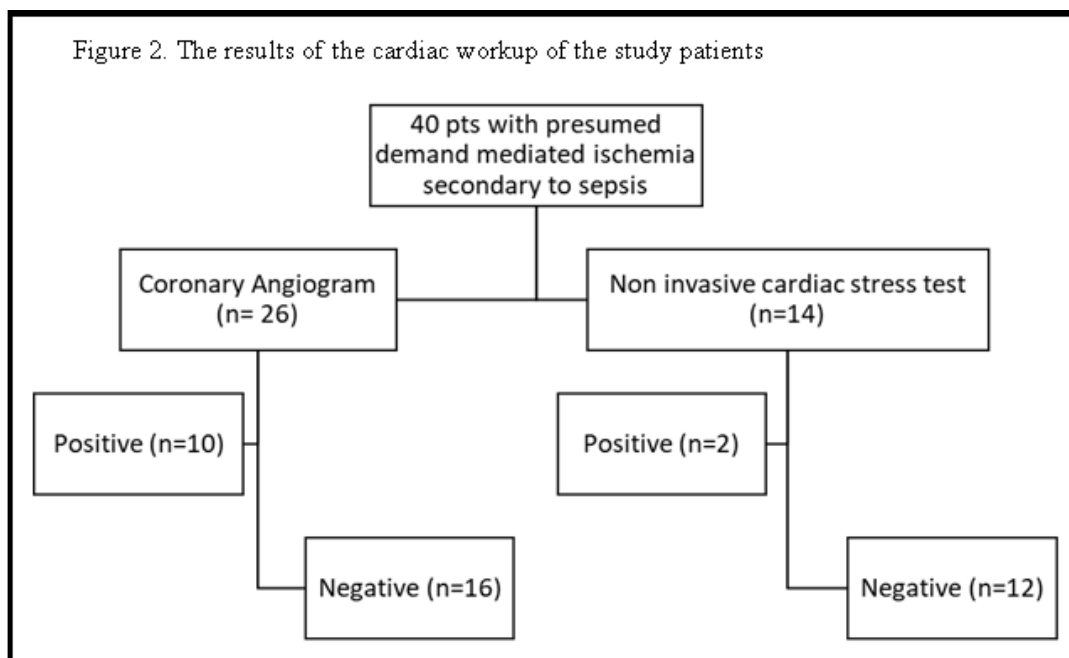 Figure 2. The results of the cardiac workup of the study patients
40 pts with presumed
demand mediated ischemia
secondary to sepsis
Coronary Angiogram
(n= 26)
Non invasive cardiac stress test
(n=14)
Positive (n=10)
Positive (n=2)
Negative (n=16)
Negative (n=12)